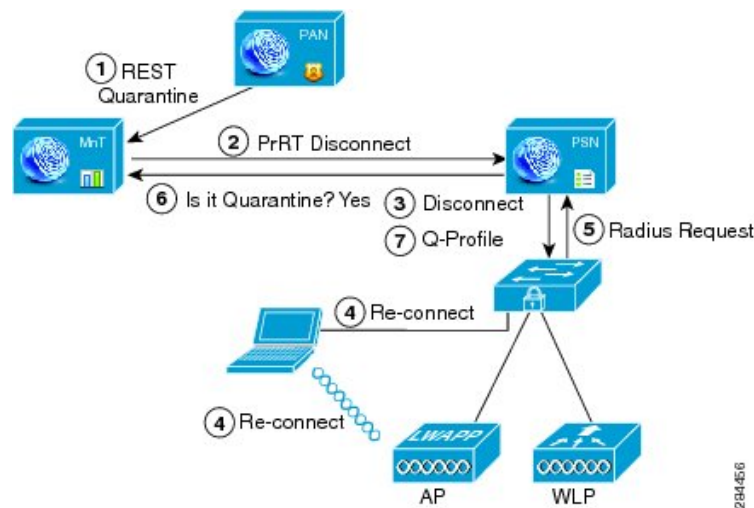 PAN
1 REST
Quarantine
MnT
2 PrRT Disconnect
PSN
6 Is it Quarantine? Yes
3 Disconnect
7 Q-Profile
5 Radius Request
4 Re-connect
4 Re-connect
LWAPP
AP
WLP
294456